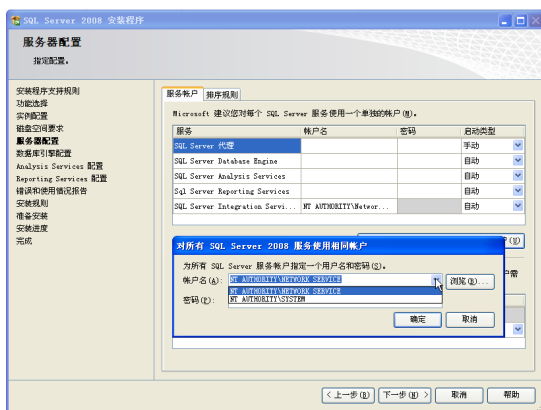 SQL Server 2008 安装程序
服务器配置
指定配置。
安装程序支持规则
功能选择
实例配置
磁盘空间要求
服务器配置
数据库引擎配置
Analysis Services 配置
Reporting Services 配置
错误和使用情况报告
安装规则
准备安装
安装进度
完成
服务帐户 排序规则
Microsoft 建议您对每个 SQL Server 服务使用一个单独的帐户(M)。
服务 帐户名 密码 启动类型
SQL Server 代理 手动
SQL Server Database Engine 自动
SQL Server Analysis Services 自动
Sql Server Reporting Services 自动
SQL Server Integration Servi... NT AUTHORITY\Networ... 自动
(U)
对所有 SQL Server 2008 服务使用相同帐户
为所有 SQL Server 服务帐户指定一个用户名和密码(S)。
帐户名(A): NT AUTHORITY\NETWORK SERVICE 浏览(B)...
NT AUTHORITY\NETWORK SERVICE
NT AUTHORITY\SYSTEM
密码(P):
确定 取消
需
< 上一步(B) 下一步(N) > 取消 帮助